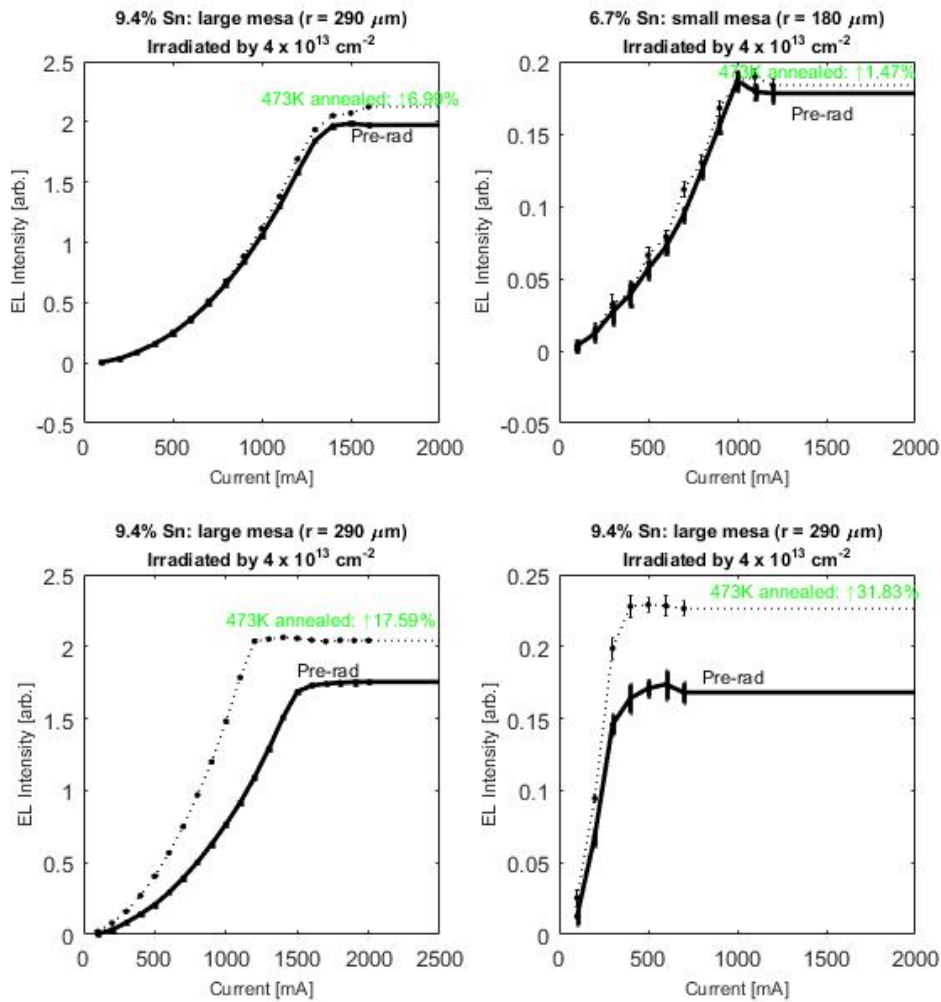 9.4% Sn: large mesa (r = 290 μm)
Irradiated by 4 x 10^13 cm^-2
2.5
2
1.5
1
0.5
0
-0.5
EL Intensity [arb.]
473K annealed: ↑6.99%
Pre-rad
0 500 1000 1500 2000
Current [mA]
6.7% Sn: small mesa (r = 180 μm)
Irradiated by 4 x 10^13 cm^-2
0.2
0.15
0.1
0.05
0
-0.05
EL Intensity [arb.]
473K annealed: ↑1.47%
Pre-rad
0 500 1000 1500 2000
Current [mA]
9.4% Sn: large mesa (r = 290 μm)
Irradiated by 4 x 10^13 cm^-2
2.5
2
1.5
1
0.5
0
EL Intensity [arb.]
473K annealed: ↑17.59%
Pre-rad
0 500 1000 1500 2000 2500
Current [mA]
9.4% Sn: large mesa (r = 290 μm)
Irradiated by 4 x 10^13 cm^-2
0.25
0.2
0.15
0.1
0.05
0
EL Intensity [arb.]
473K annealed: ↑31.83%
Pre-rad
0 500 1000 1500 2000
Current [mA]